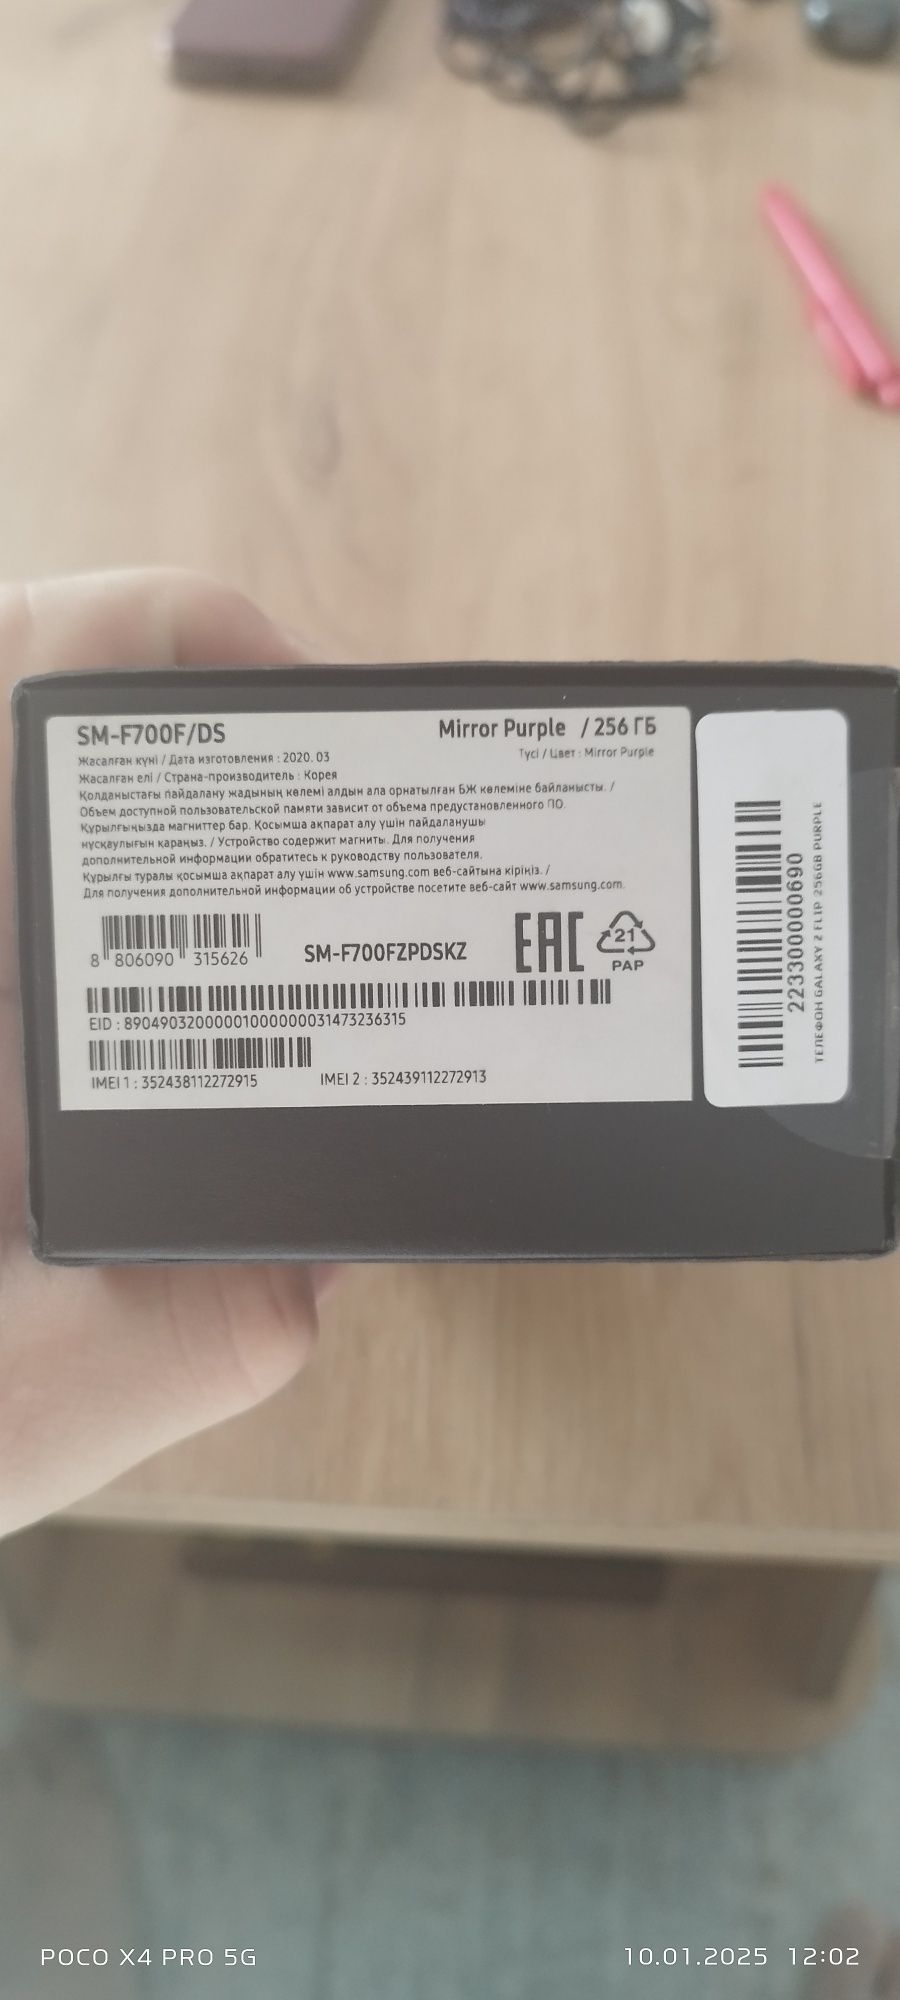 SM-F700F/DS
Mirror Purple / 256 ГБ
Жасалған күні / Дата изготовления : 2020. 03
Түсі / Цвет : Mirror Purple
Жасалған елі / Страна-производитель : Корея
Қолданыстағы пайдалану жадының көлемі алдын ала орнатылған БЖ көлеміне байланысты. /
Объем доступной пользовательской памяти зависит от объема предустановленного ПО.
Құрылғыңызда магниттер бар. Қосымша ақпарат алу үшін пайдаланушы
нұсқаулығын қараңыз. / Устройство содержит магниты. Для получения
дополнительной информации обратитесь к руководству пользователя.
Құрылғы туралы қосымша ақпарат алу үшін www.samsung.com веб-сайтына кіріңіз. /
Для получения дополнительной информации об устройстве посетите веб-сайт www.samsung.com.
8 806090 315626
SM-F700FZPDSKZ
EAC
21
PAP
EID : 89049032000001000000031473236315
IMEI 1 : 352438112272915
IMEI 2 : 352439112272913
2233000000690
ТЕЛЕФОН GALAXY Z FLIP 256GB PURPLE
POCO X4 PRO 5G
10.01.2025 12:02